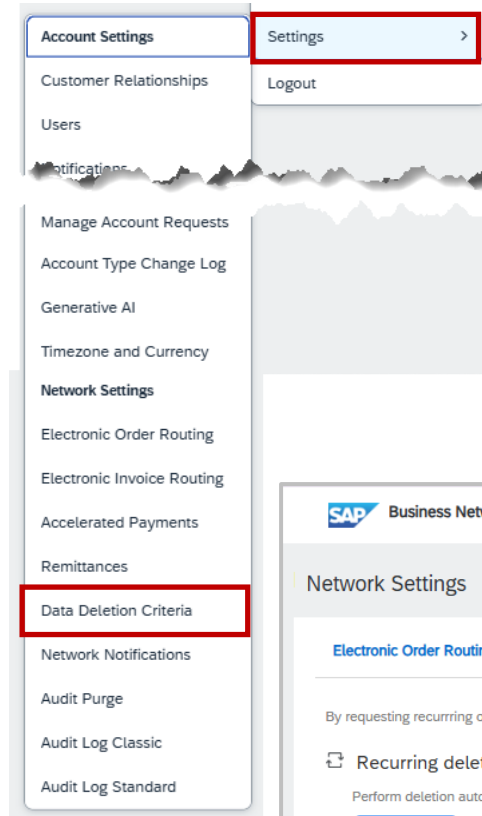 Account Settings
Settings >
Customer Relationships
Logout
Users
Notifications
Manage Account Requests
Account Type Change Log
Generative AI
Timezone and Currency
Network Settings
Electronic Order Routing
Electronic Invoice Routing
Accelerated Payments
Remittances
Data Deletion Criteria
Network Notifications
Audit Purge
Audit Log Classic
Audit Log Standard
SAP Business Netw
Network Settings
Electronic Order Routin
By requesting recurrring
Recurring delet
Perform deletion auto